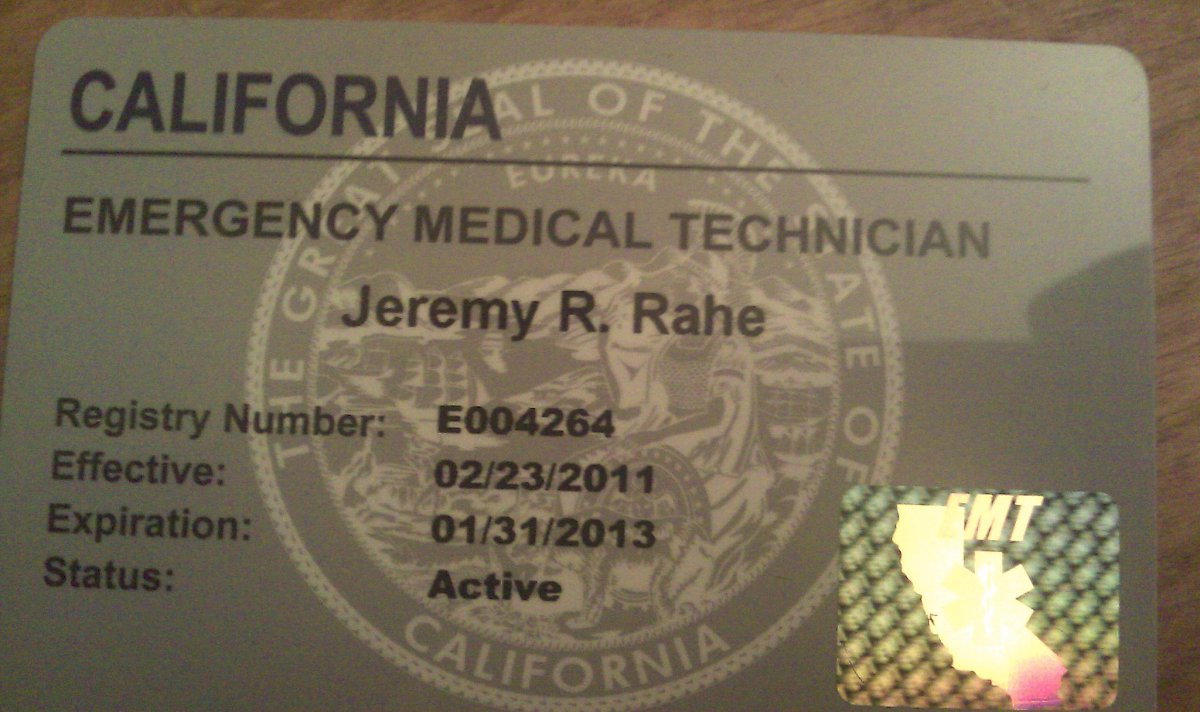 CALIFORNIA
THE GREAT SEAL OF THE STATE OF CALIFORNIA
EUREKA
EMERGENCY MEDICAL TECHNICIAN
Jeremy R. Rahe
Registry Number: E004264
Effective: 02/23/2011
Expiration: 01/31/2013
Status: Active
EMT